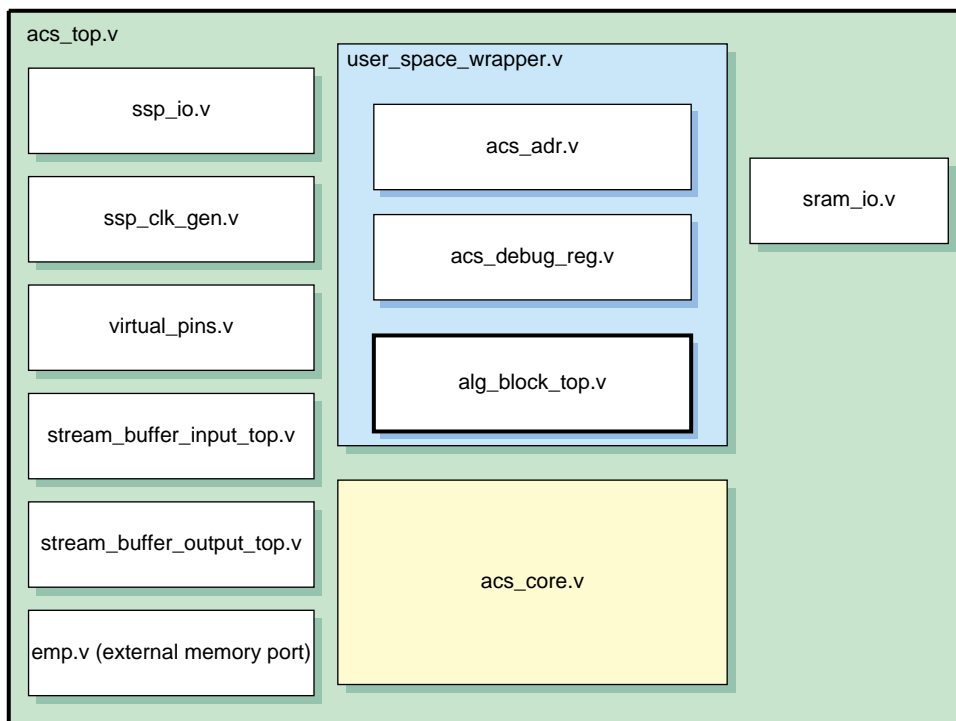 acs_top.v
ssp_io.v
ssp_clk_gen.v
virtual_pins.v
stream_buffer_input_top.v
stream_buffer_output_top.v
emp.v (external memory port)
user_space_wrapper.v
acs_adr.v
acs_debug_reg.v
alg_block_top.v
acs_core.v
sram_io.v